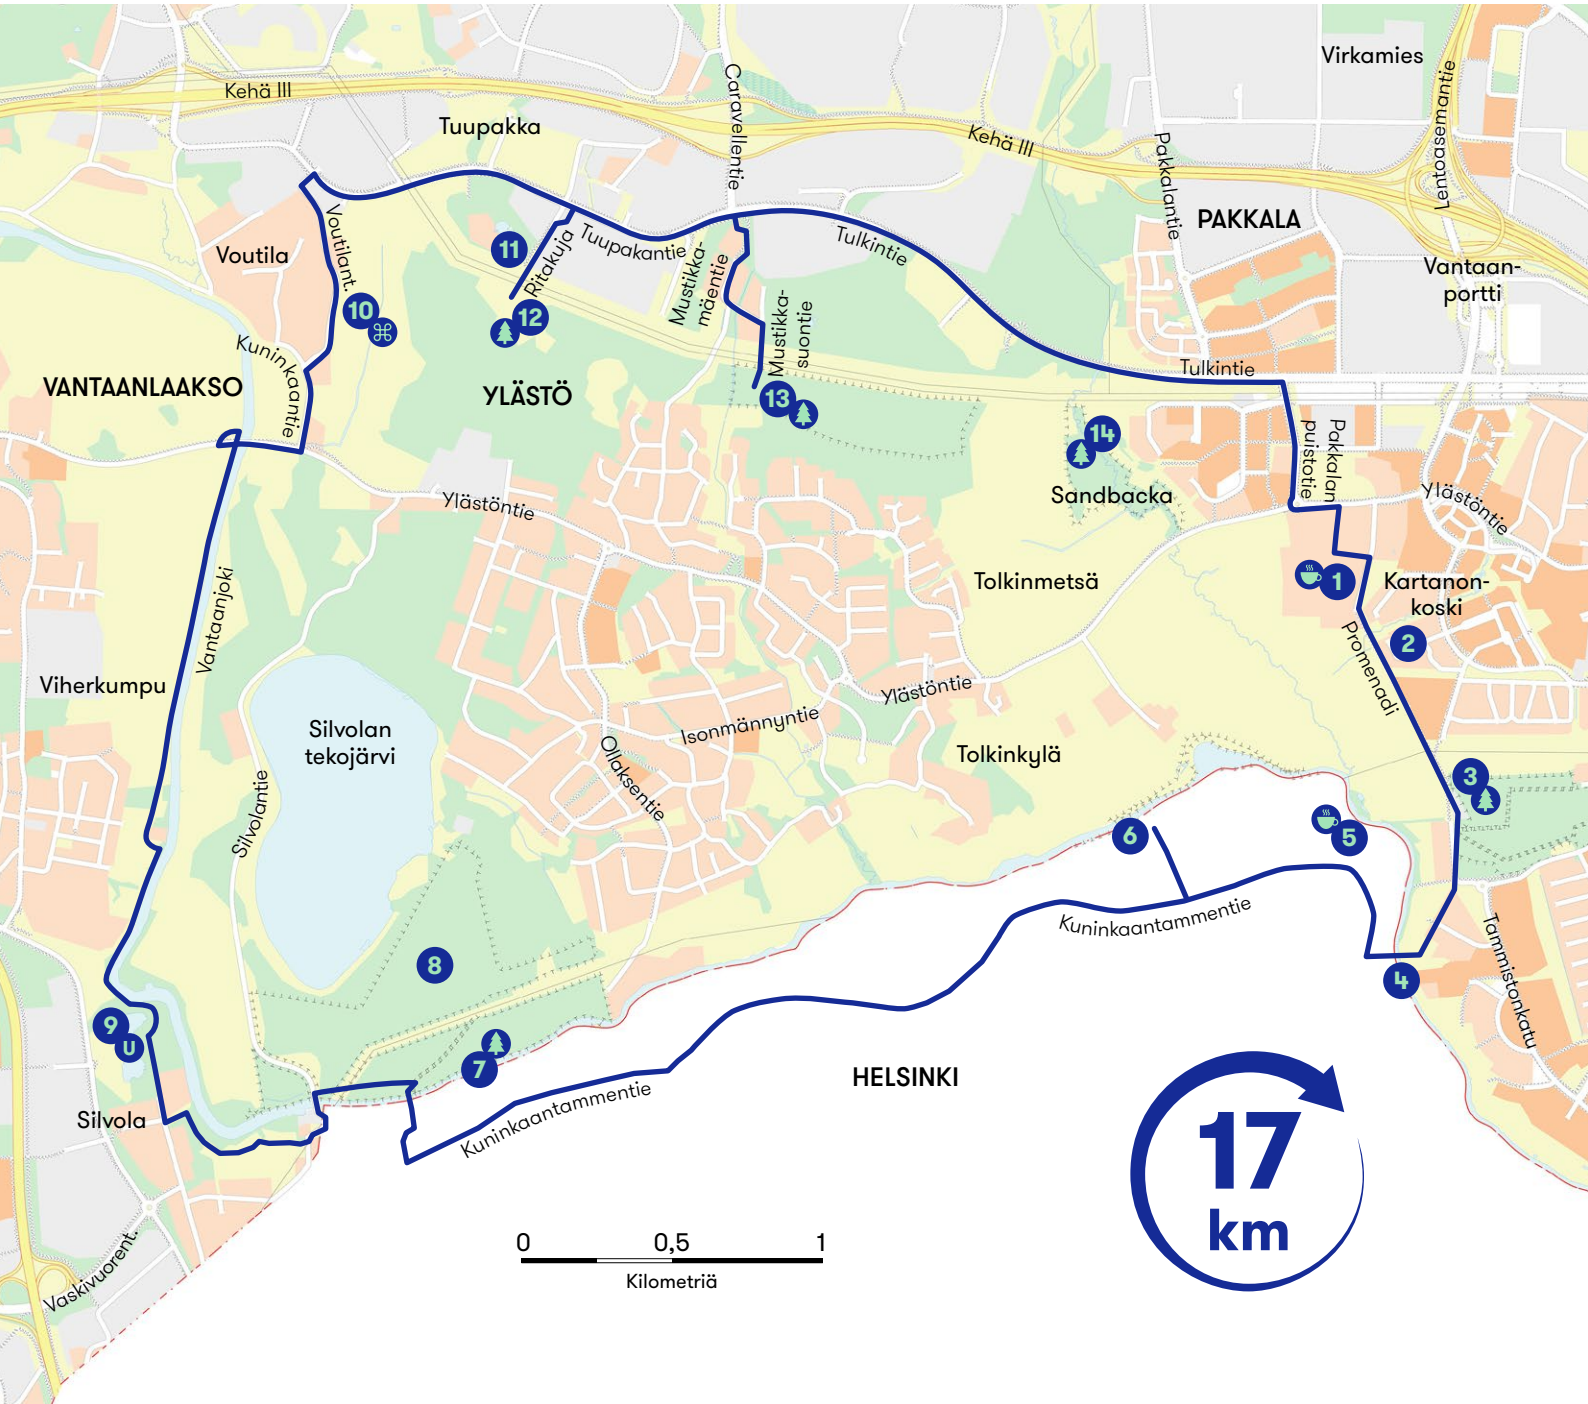 Virkamies
Kehä III
Caravellentie
Lentoasemantie
Tuupakka
Kehä III
Pakkalantie
PAKKALA
Voutilant.
Voutila
11
Ritakuja
Tuupakantie
Tulkintie
Mustikka-
mäentie
Vantaan-
portti
10
⌘
12
Mustikka-
suontie
Kuninkaantie
VANTAANLAAKSO
YLÄSTÖ
Tulkintie
13
14
Pakkalan
puistotie
Sandbacka
Ylästöntie
Ylästöntie
Vantaanjoki
Tolkinmetsä
1
Kartanon-
koski
2
Promenadi
Viherkumpu
Silvolan
tekojärvi
Ylästöntie
Isonmännyntie
Ollaksentie
Tolkinkylä
3
Silvolantie
6
5
Kuninkaantammentie
Tammistonkatu
8
4
9
U
7
HELSINKI
Kuninkaantammentie
Silvola
17
km
Vaskivuorent.
0 0,5 1
Kilometriä